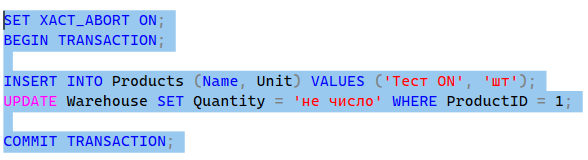 SET XACT_ABORT ON;
BEGIN TRANSACTION;
INSERT INTO Products (Name, Unit) VALUES ('Тест ON', 'шт');
UPDATE Warehouse SET Quantity = 'не число' WHERE ProductID = 1;
COMMIT TRANSACTION;